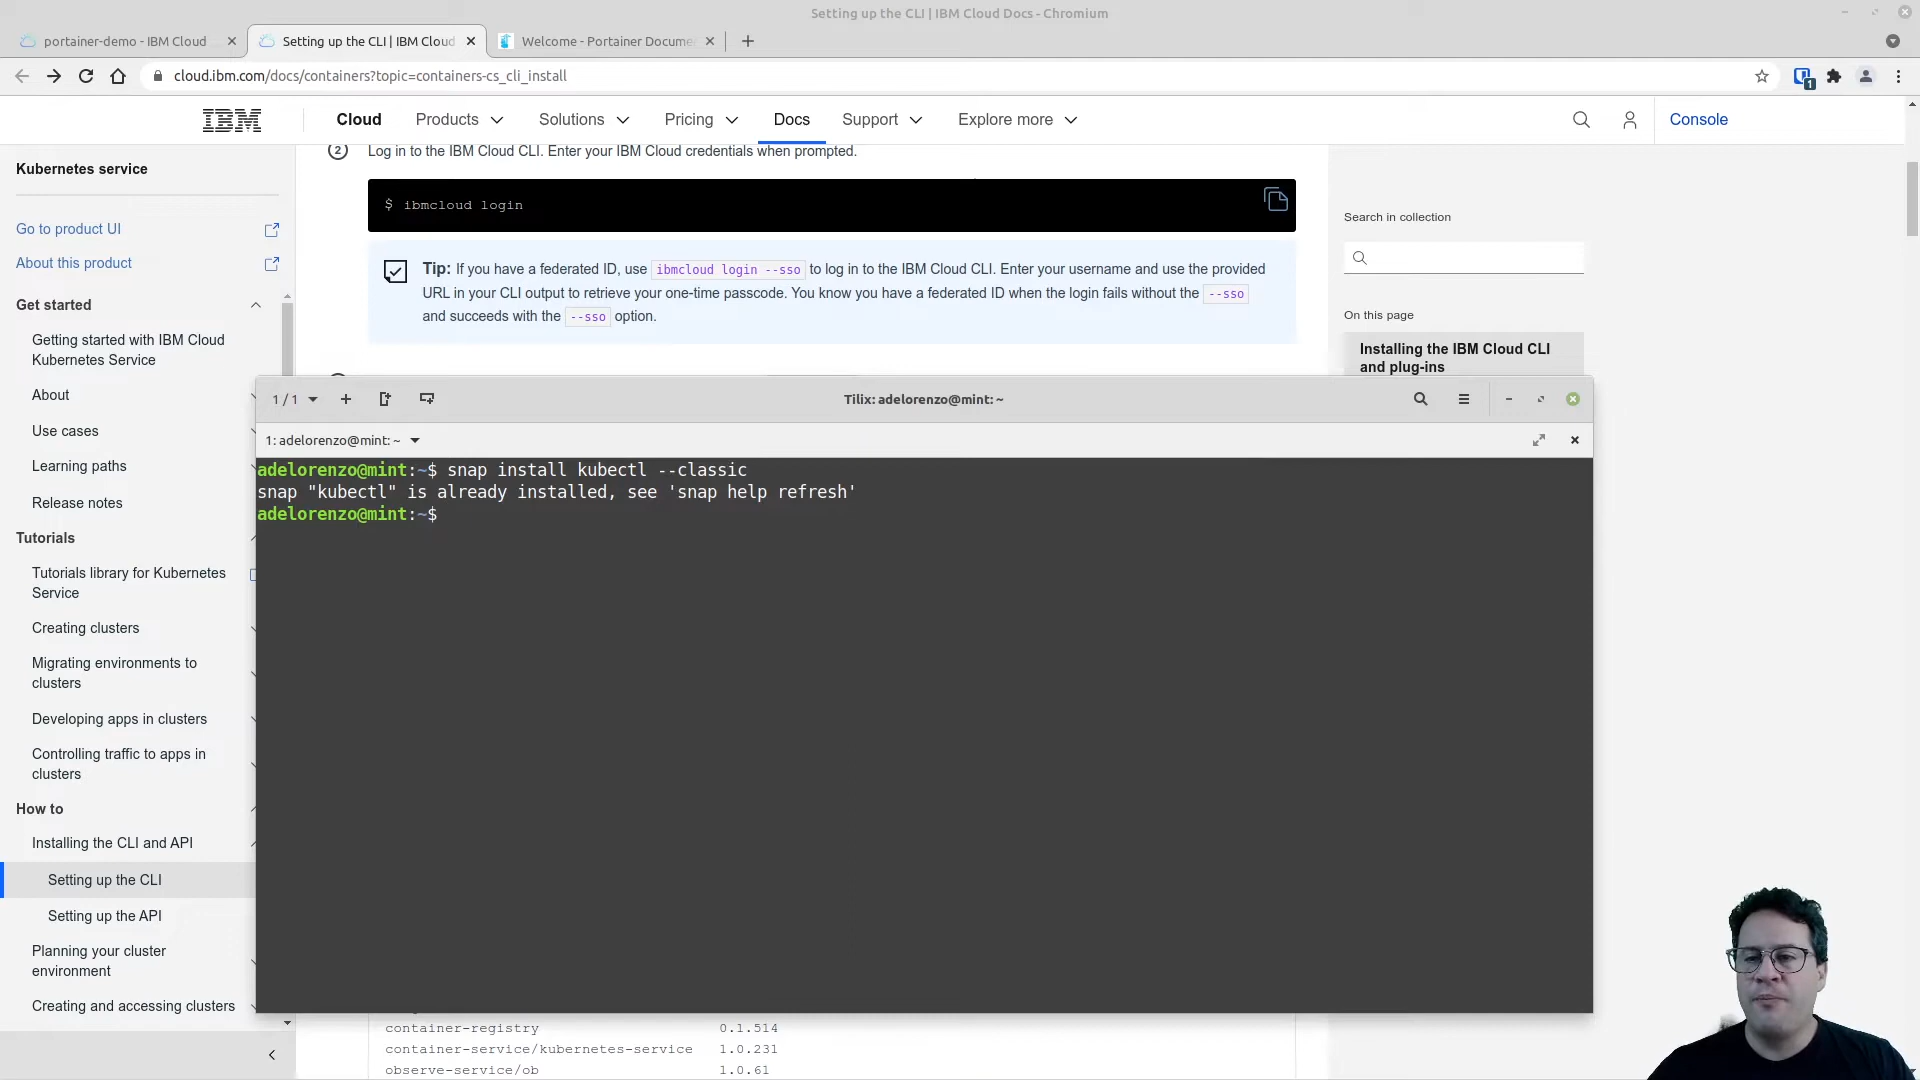 Setting up the CLI | IBM Cloud Docs - Chromium
portainer-demo - IBM Cloud
Setting up the CLI | IBM Cloud
Welcome - Portainer Docume
cloud.ibm.com/docs/containers?topic=containers-cs_cli_install
1
IBM
Cloud
Products
Solutions
Pricing
Docs
Support
Explore more
Console
Kubernetes service
Go to product UI
About this product
Get started
Getting started with IBM Cloud
Kubernetes Service
About
Use cases
Learning paths
Release notes
Tutorials
Tutorials library for Kubernetes
Service
Creating clusters
Migrating environments to
clusters
Developing apps in clusters
Controlling traffic to apps in
clusters
How to
Installing the CLI and API
Setting up the CLI
Setting up the API
Planning your cluster
environment
Creating and accessing clusters
2 Log in to the IBM Cloud CLI. Enter your IBM Cloud credentials when prompted.
$ ibmcloud login
Tip: If you have a federated ID, use ibmcloud login --sso to log in to the IBM Cloud CLI. Enter your username and use the provided
URL in your CLI output to retrieve your one-time passcode. You know you have a federated ID when the login fails without the --sso
and succeeds with the --sso option.
Search in collection
On this page
Installing the IBM Cloud CLI
and plug-ins
1 / 1
Tilix: adelorenzo@mint: ~
1: adelorenzo@mint: ~
adelorenzo@mint:~$ snap install kubectl --classic
snap "kubectl" is already installed, see 'snap help refresh'
adelorenzo@mint:~$
container-registry 0.1.514
container-service/kubernetes-service 1.0.231
observe-service/ob 1.0.61